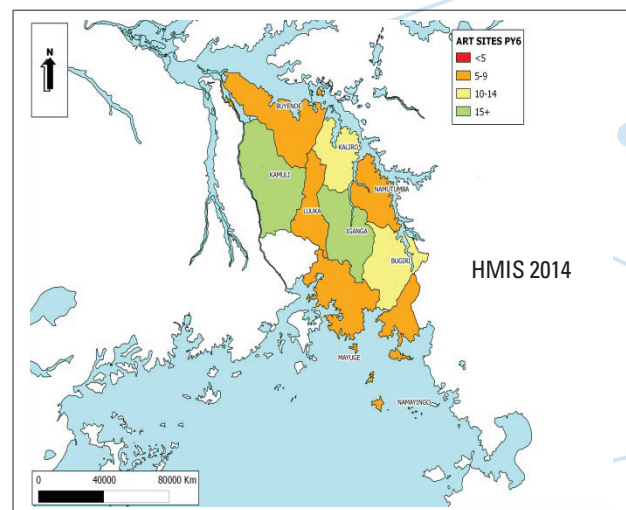 N
ART SITES PY6
<5
5-9
10-14
15+
BUYENDE
KALIRO
KAMULI
NAMUTUMBA
LUUKA
IGANGA
BUGIRI
HMIS 2014
MAYUGE
NAMAYINGO
0 40000 80000 Km